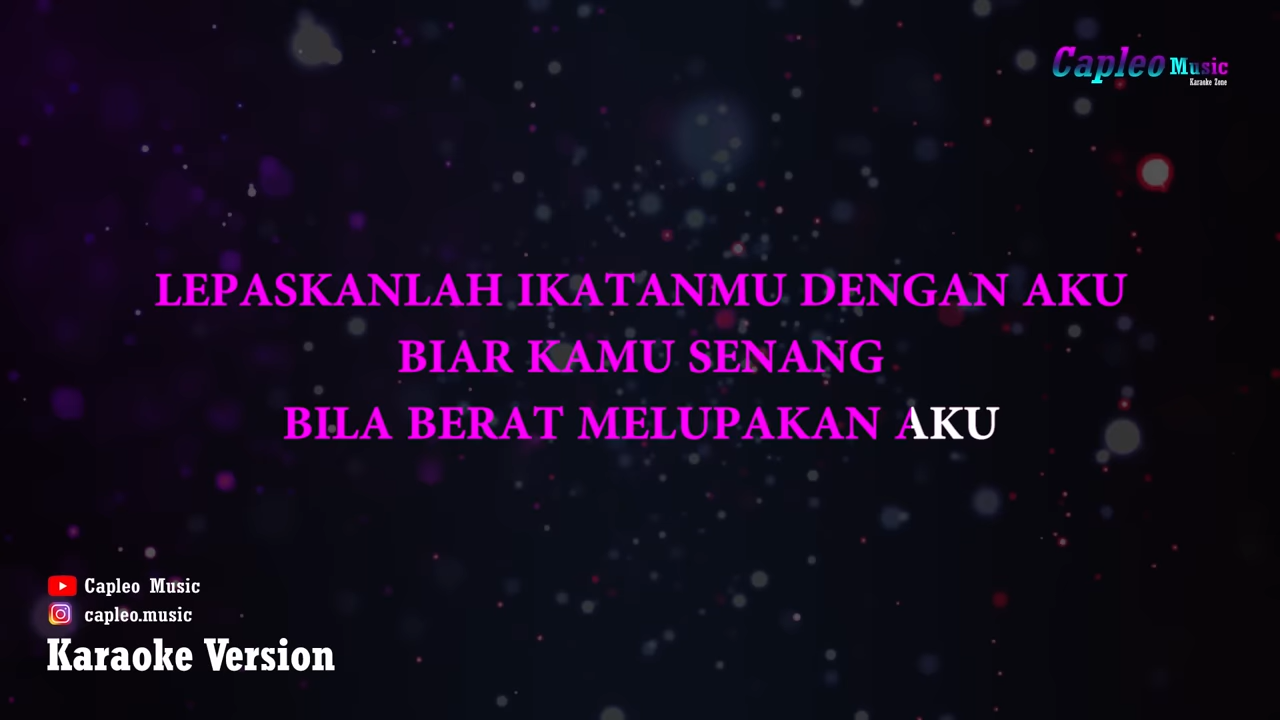 Capleo Music
Karaoke Zone
LEPASKANLAH IKATANMU DENGAN AKU
BIAR KAMU SENANG
BILA BERAT MELUPAKAN AKU
Capleo Music
capleo.music
Karaoke Version